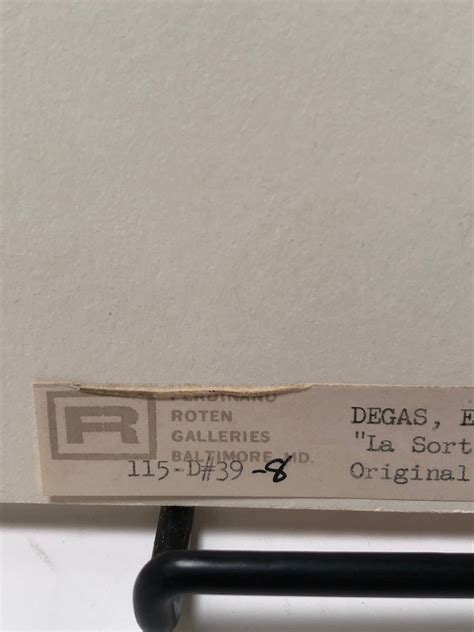 FERDINAND
ROTEN
GALLERIES
BALTIMORE, MD.
115-D#39-8
DEGAS, E
"La Sort
Original